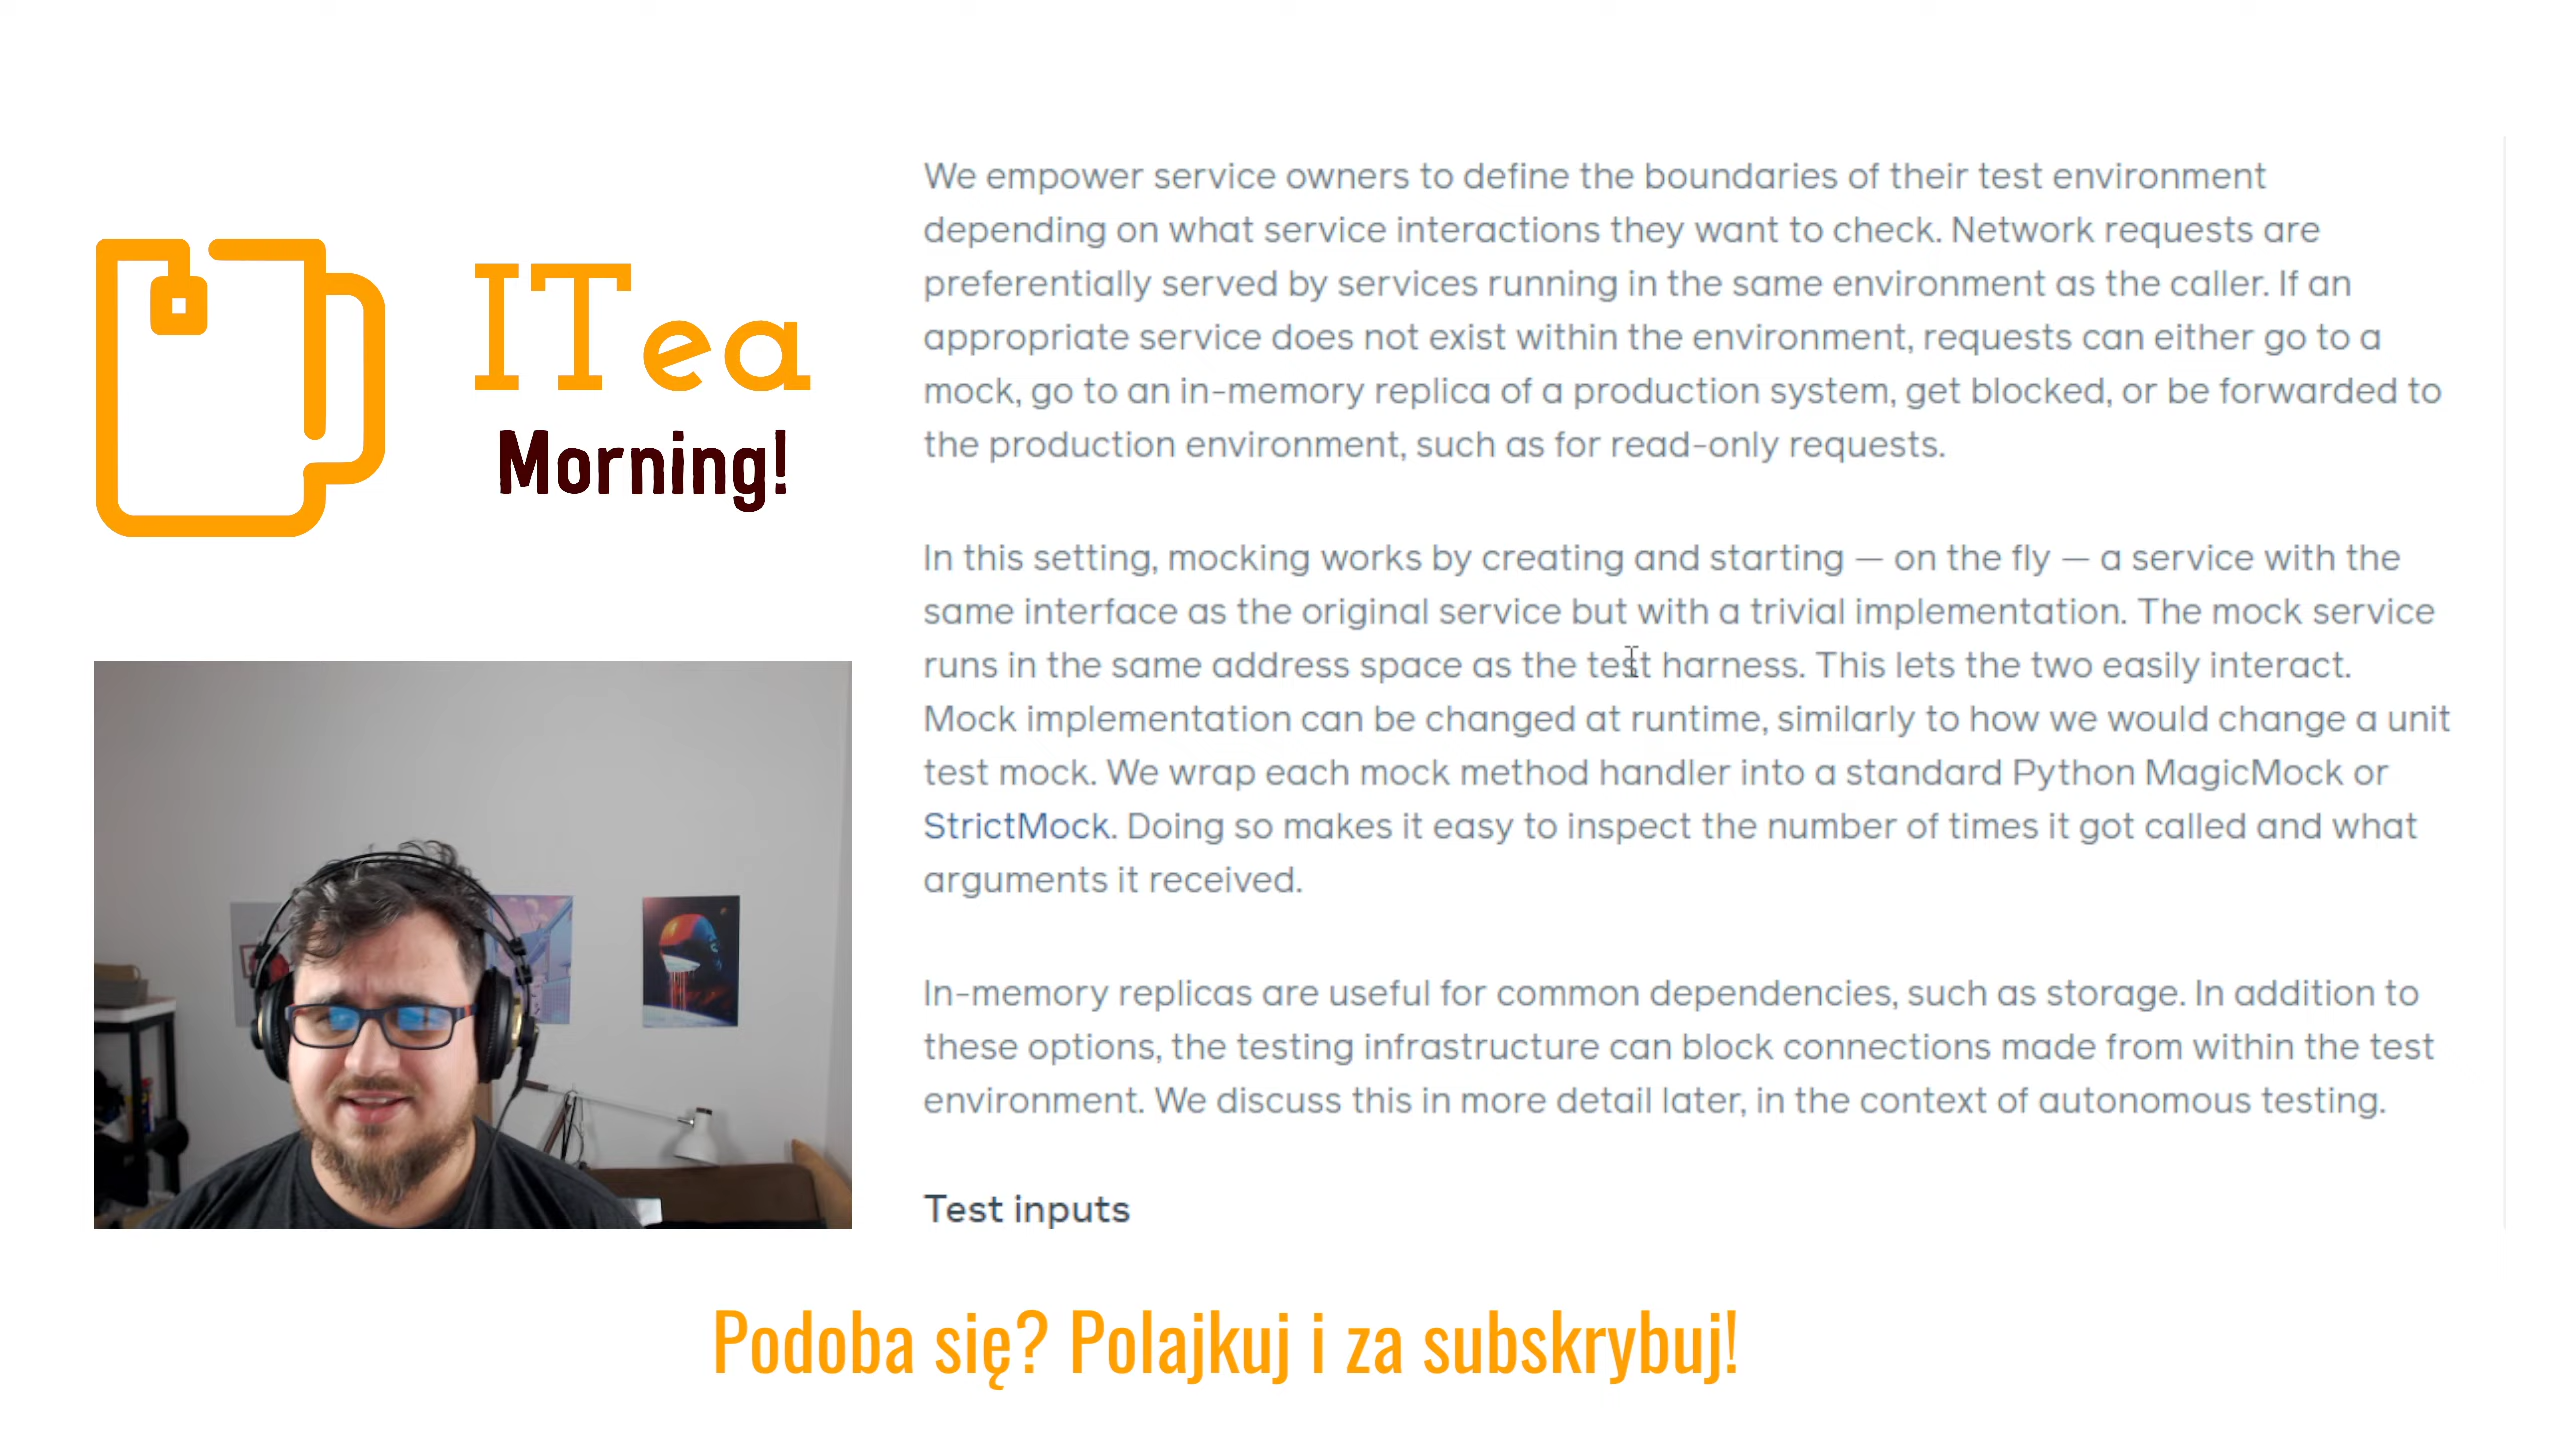 ITea
Morning!
We empower service owners to define the boundaries of their test environment
depending on what service interactions they want to check. Network requests are
preferentially served by services running in the same environment as the caller. If an
appropriate service does not exist within the environment, requests can either go to a
mock, go to an in-memory replica of a production system, get blocked, or be forwarded to
the production environment, such as for read-only requests.
In this setting, mocking works by creating and starting — on the fly — a service with the
same interface as the original service but with a trivial implementation. The mock service
runs in the same address space as the test harness. This lets the two easily interact.
Mock implementation can be changed at runtime, similarly to how we would change a unit
test mock. We wrap each mock method handler into a standard Python MagicMock or
StrictMock. Doing so makes it easy to inspect the number of times it got called and what
arguments it received.
In-memory replicas are useful for common dependencies, such as storage. In addition to
these options, the testing infrastructure can block connections made from within the test
environment. We discuss this in more detail later, in the context of autonomous testing.
Test inputs
Podoba się? Polajkuj i za subskrybuj!